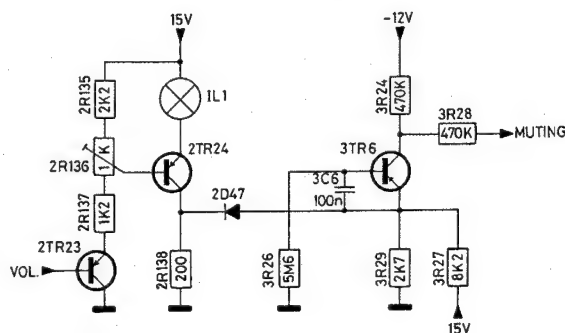 15V
-12V
2R135
2K2
IL1
3R24
470K
3R28
470K
MUTING
2R136
1K
2TR24
3TR6
2R137
1K2
2D47
3C6
100n
2TR23
VOL.
2R138
200
3R26
5M6
3R29
2K7
3R27
8K2
15V